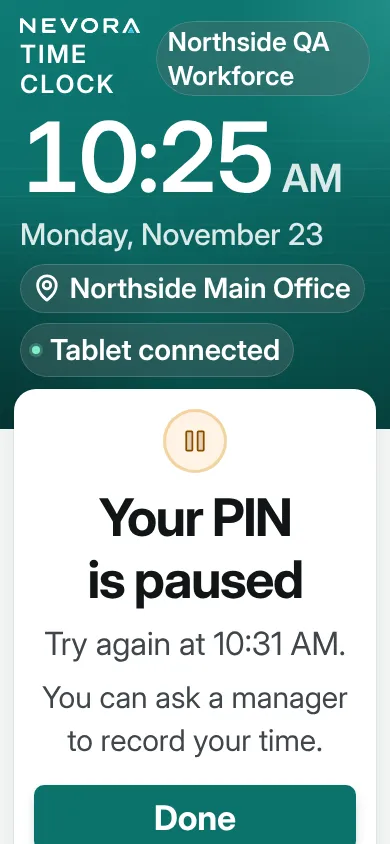 NEVORA
TIME
CLOCK
Northside QA
Workforce
10:25 AM
Monday, November 23
Northside Main Office
Tablet connected
Your PIN
is paused
Try again at 10:31 AM.
You can ask a manager
to record your time.
Done